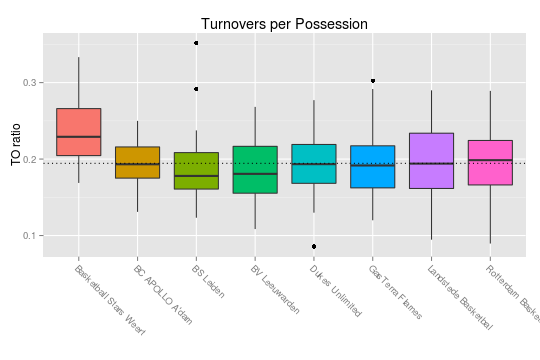 Turnovers per Possession
TO ratio
0.3
0.2
0.1
Basketball Stars Weert
BC APOLLO A'dam
BS Leiden
BV Leeuwarden
Dukes Unlimited
GasTerra Flames
Landstede Basketbal
Rotterdam Baske